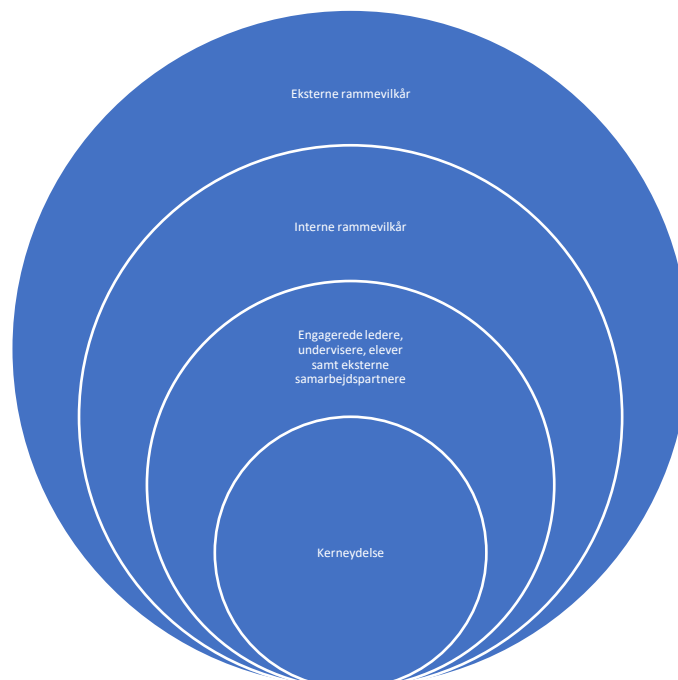 Eksterne rammevilkår
Interne rammevilkår
Engagerede ledere,
undervisere, elever
samt eksterne
samarbejdspartnere
Kerneydelse